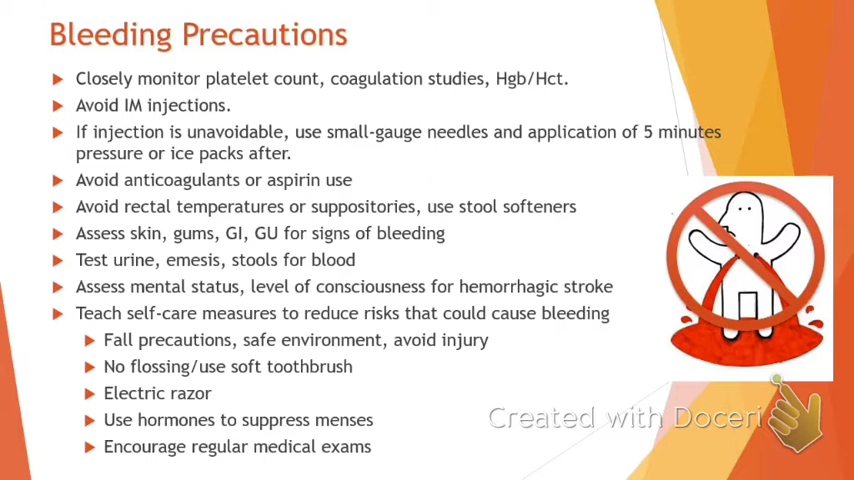 Bleeding Precautions
Closely monitor platelet count, coagulation studies, Hgb/Hct.
Avoid IM injections.
If injection is unavoidable, use small-gauge needles and application of 5 minutes
pressure or ice packs after.
Avoid anticoagulants or aspirin use
Avoid rectal temperatures or suppositories, use stool softeners
Assess skin, gums, GI, GU for signs of bleeding
Test urine, emesis, stools for blood
Assess mental status, level of consciousness for hemorrhagic stroke
Teach self-care measures to reduce risks that could cause bleeding
Fall precautions, safe environment, avoid injury
No flossing/use soft toothbrush
Electric razor
Use hormones to suppress menses
Encourage regular medical exams
Created with Doceri